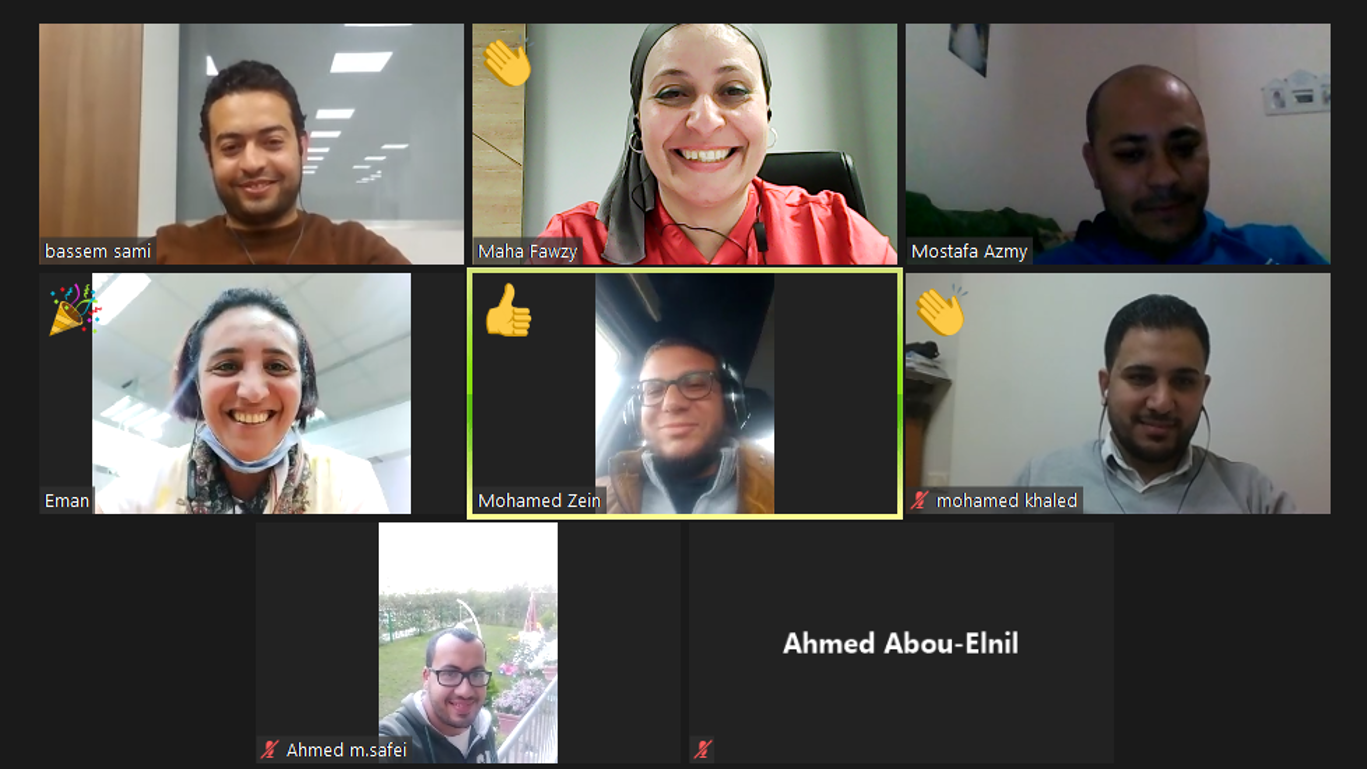 bassem sami
Maha Fawzy
Mostafa Azmy
Eman
Mohamed Zein
mohamed khaled
Ahmed m.safei
Ahmed Abou-Elnil